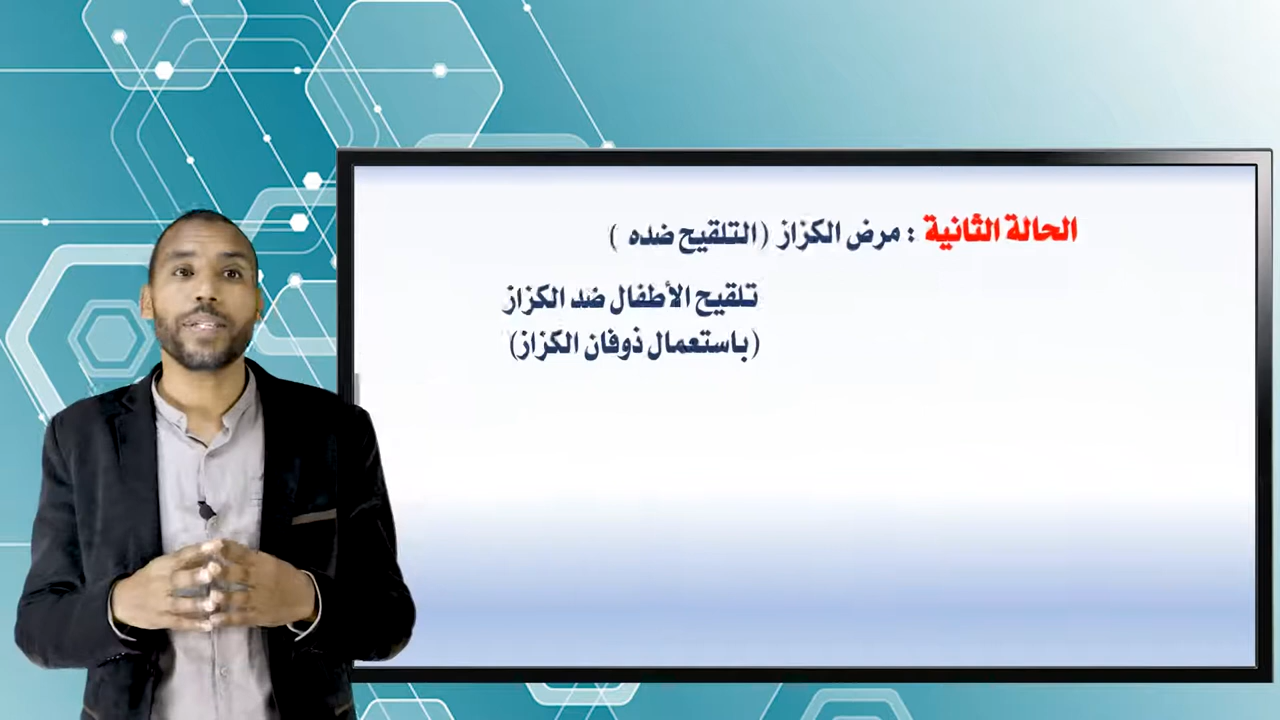 الحالة الثانية : مرض الكزاز (التلقيح ضده )
تلقيح الأطفال ضد الكزاز
(باستعمال ذوفان الكزاز)